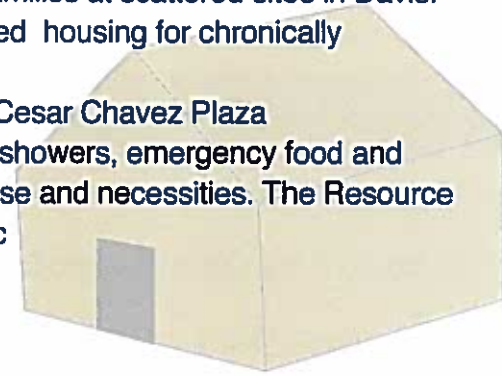 families at scattered sites in Davis.
ed housing for chronically
Cesar Chavez Plaza
showers, emergency food and
se and necessities. The Resource
c